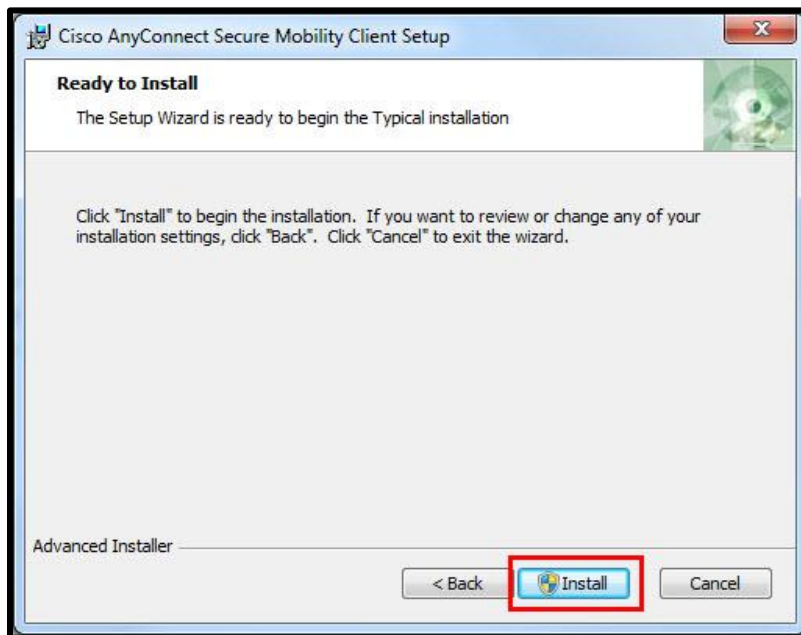 Cisco AnyConnect Secure Mobility Client Setup
X
Ready to Install
The Setup Wizard is ready to begin the Typical installation
Click "Install" to begin the installation. If you want to review or change any of your
installation settings, click "Back". Click "Cancel" to exit the wizard.
Advanced Installer
< Back Install Cancel